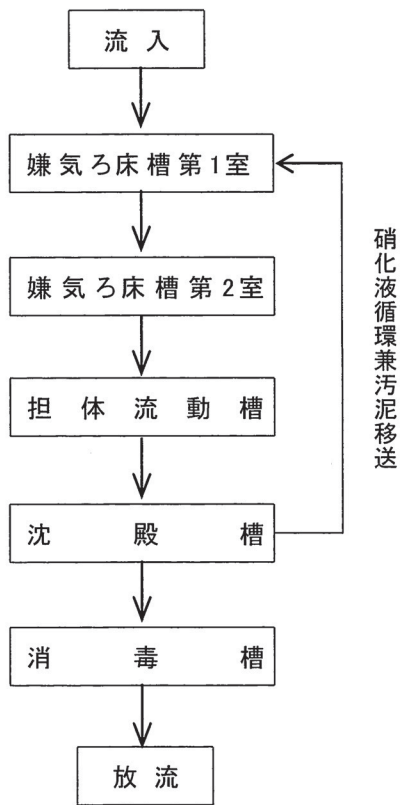 流入
嫌気ろ床槽第1室
嫌気ろ床槽第2室
担体流動槽
沈殿槽
消毒槽
放流
硝化液循環兼汚泥移送